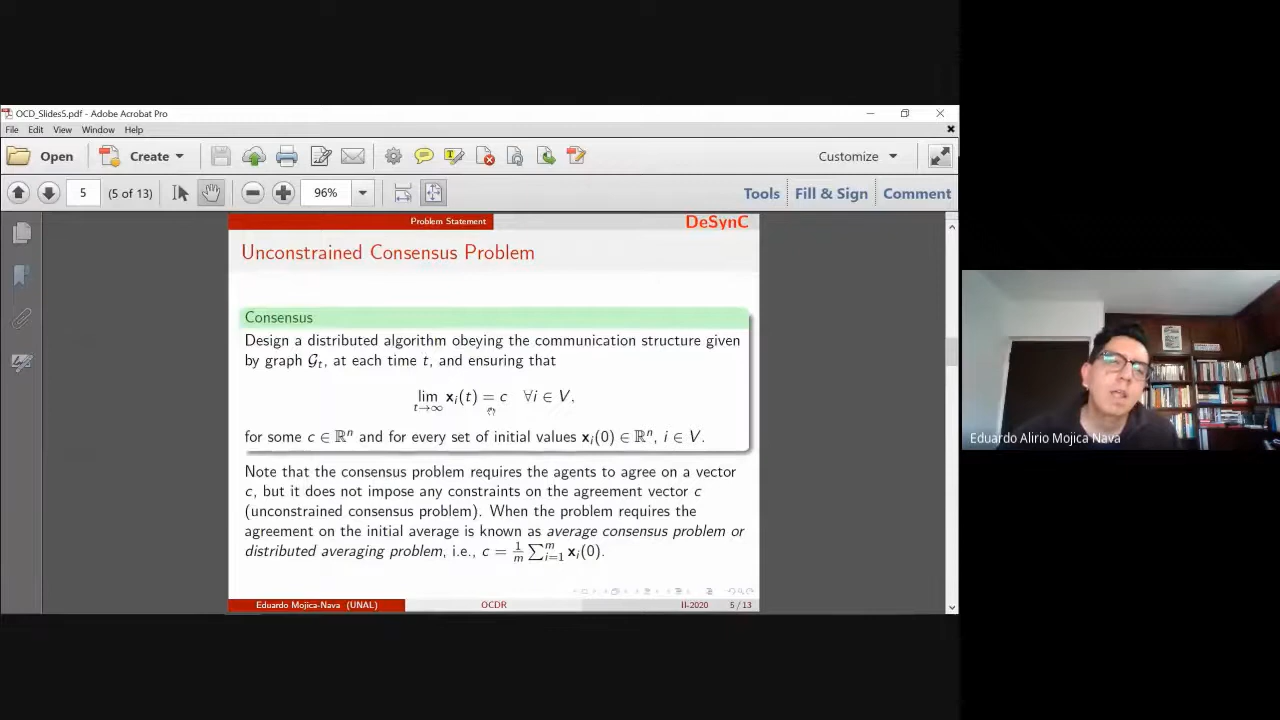 OCD_Slides5.pdf - Adobe Acrobat Pro
File Edit View Window Help
Open Create Customize
5 (5 of 13) 96% Tools Fill & Sign Comment
Problem Statement DeSynC
Unconstrained Consensus Problem
Consensus
Design a distributed algorithm obeying the communication structure given
by graph 𝒢ₜ, at each time t, and ensuring that
lim t→∞ xᵢ(t) = c ∀i ∈ V,
for some c ∈ ℝⁿ and for every set of initial values xᵢ(0) ∈ ℝⁿ, i ∈ V.
Note that the consensus problem requires the agents to agree on a vector
c, but it does not impose any constraints on the agreement vector c
(unconstrained consensus problem). When the problem requires the
agreement on the initial average is known as average consensus problem or
distributed averaging problem, i.e., c = 1/m ∑ᵢ₌₁ᵐ xᵢ(0).
Eduardo Mojica-Nava (UNAL) OCDR II-2020 5 / 13
Eduardo Alirio Mojica Nava